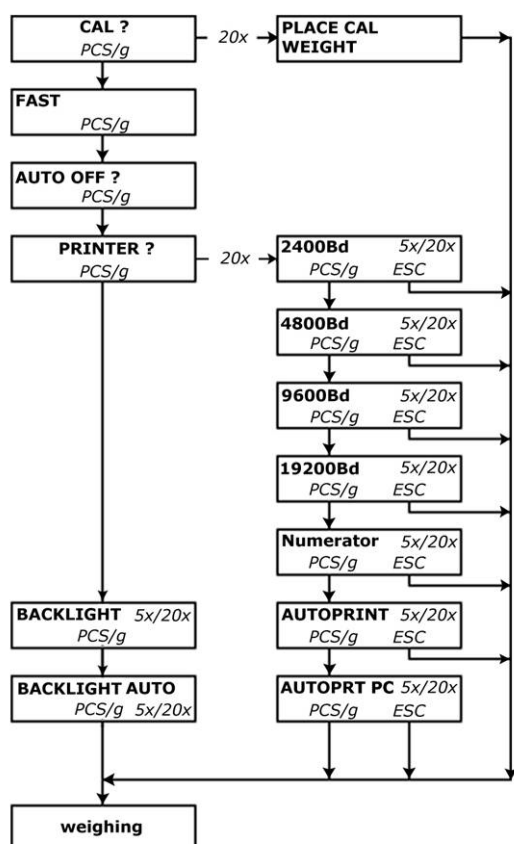 CAL ?
PCS/g
20x
PLACE CAL
WEIGHT
FAST
PCS/g
AUTO OFF ?
PCS/g
PRINTER ?
PCS/g
20x
2400Bd 5x/20x
PCS/g ESC
4800Bd 5x/20x
PCS/g ESC
9600Bd 5x/20x
PCS/g ESC
19200Bd 5x/20x
PCS/g ESC
Numerator 5x/20x
PCS/g ESC
BACKLIGHT 5x/20x
PCS/g
AUTOPRINT 5x/20x
PCS/g ESC
BACKLIGHT AUTO
PCS/g 5x/20x
AUTOPRT PC 5x/20x
PCS/g ESC
weighing